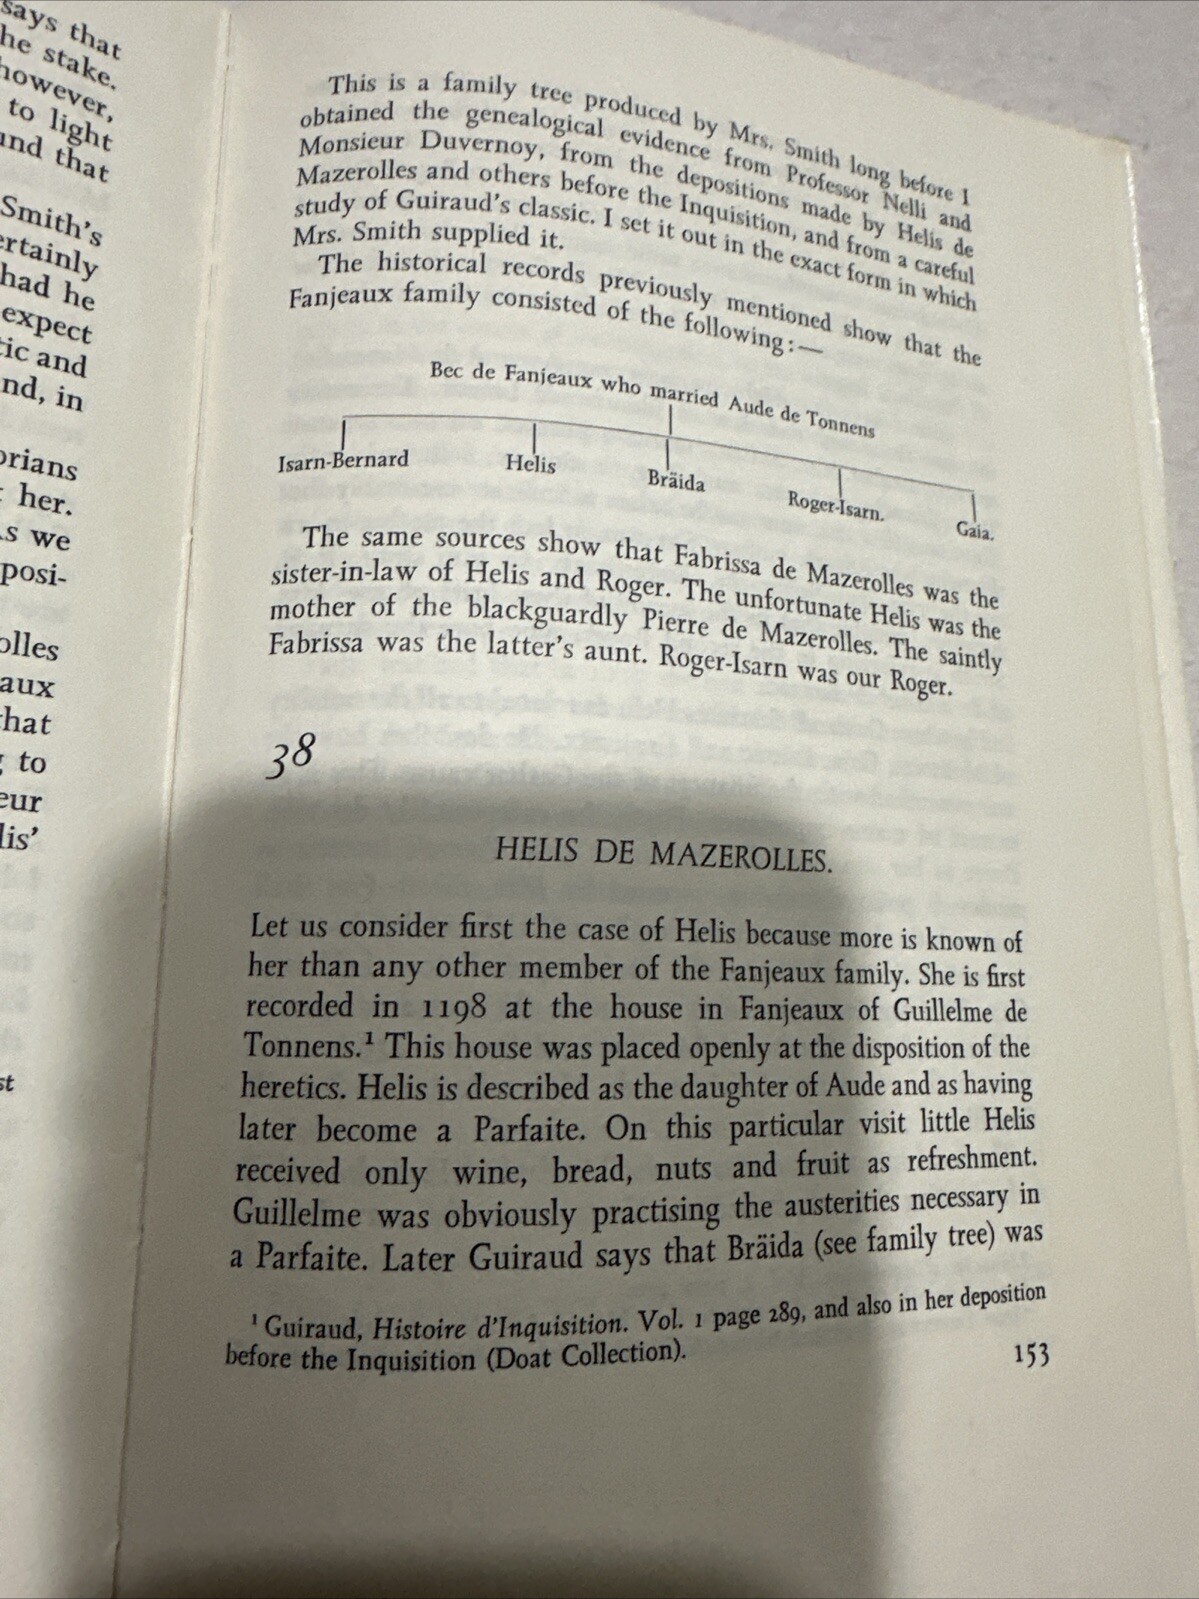 says that
he stake.
however,
to light
und that
Smith's
ertainly
had he
expect
tic and
nd, in
orians
her.
As we
posi-
olles
aux
that
to
eur
lis'
st
This is a family tree produced by Mrs. Smith long before I
obtained the genealogical evidence from Professor Nelli and
Monsieur Duvernoy, from the depositions made by Helis de
Mazerolles and others before the Inquisition, and from a careful
study of Guiraud's classic. I set it out in the exact form in which
Mrs. Smith supplied it.
The historical records previously mentioned show that the
Fanjeaux family consisted of the following:—
Bec de Fanjeaux who married Aude de Tonnens
Isarn-Bernard Helis Bräida Roger-Isarn. Gaia.
The same sources show that Fabrissa de Mazerolles was the
sister-in-law of Helis and Roger. The unfortunate Helis was the
mother of the blackguardly Pierre de Mazerolles. The saintly
Fabrissa was the latter's aunt. Roger-Isarn was our Roger.
38
HELIS DE MAZEROLLES.
Let us consider first the case of Helis because more is known of
her than any other member of the Fanjeaux family. She is first
recorded in 1198 at the house in Fanjeaux of Guillelme de
Tonnens.¹ This house was placed openly at the disposition of the
heretics. Helis is described as the daughter of Aude and as having
later become a Parfaite. On this particular visit little Helis
received only wine, bread, nuts and fruit as refreshment.
Guillelme was obviously practising the austerities necessary in
a Parfaite. Later Guiraud says that Bräida (see family tree) was
¹ Guiraud, Histoire d'Inquisition. Vol. 1 page 289, and also in her deposition
before the Inquisition (Doat Collection).
153